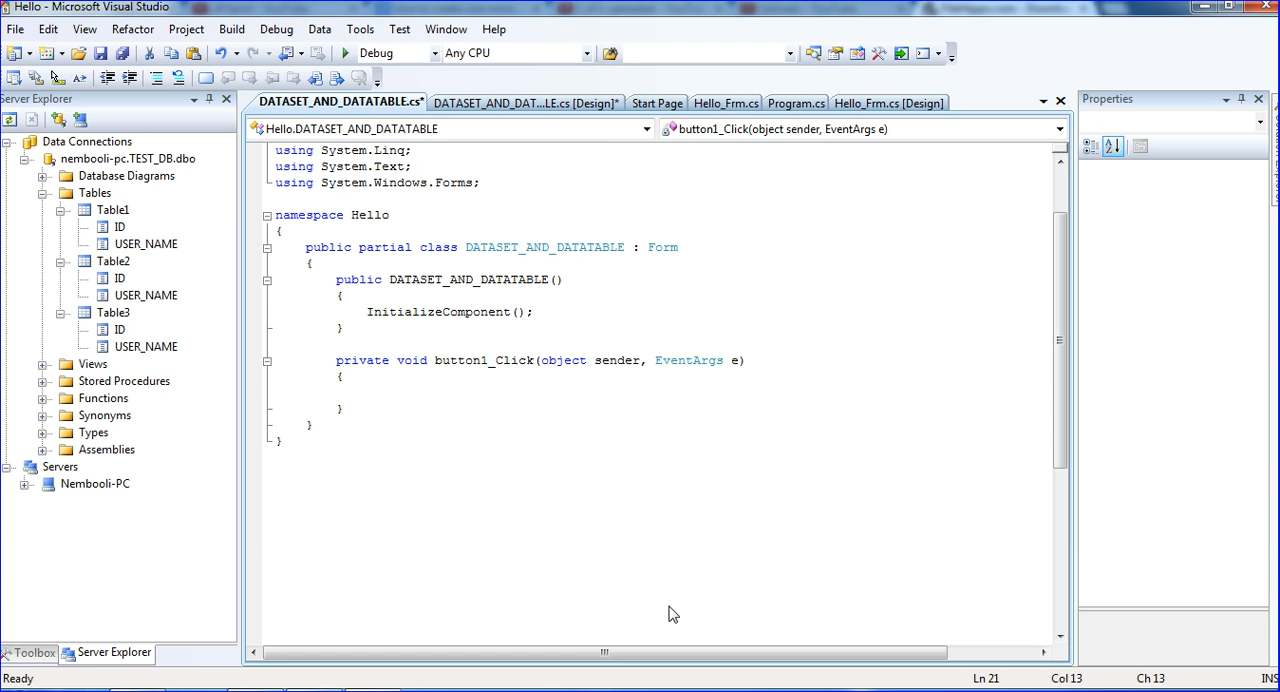 Hello - Microsoft Visual Studio
File Edit View Refactor Project Build Debug Data Tools Test Window Help
Debug Any CPU
Server Explorer
Data Connections
nembooli-pc.TEST_DB.dbo
Database Diagrams
Tables
Table1
ID
USER_NAME
Table2
ID
USER_NAME
Table3
ID
USER_NAME
Views
Stored Procedures
Functions
Synonyms
Types
Assemblies
Servers
Nembooli-PC
Toolbox Server Explorer
DATASET_AND_DATATABLE.cs* DATASET_AND_DAT...LE.cs [Design]* Start Page Hello_Frm.cs Program.cs Hello_Frm.cs [Design]
Hello.DATASET_AND_DATATABLE button1_Click(object sender, EventArgs e)
using System.Linq;
using System.Text;
using System.Windows.Forms;
namespace Hello
{
public partial class DATASET_AND_DATATABLE : Form
{
public DATASET_AND_DATATABLE()
{
InitializeComponent();
}
private void button1_Click(object sender, EventArgs e)
{
}
}
}
Properties
Ready Ln 21 Col 13 Ch 13 INS